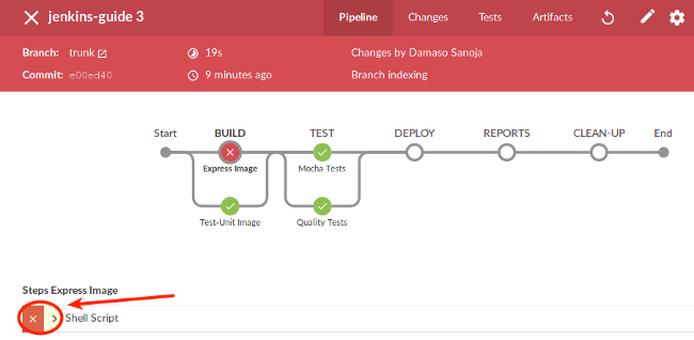 jenkins-guide 3
Pipeline Changes Tests Artifacts
Branch: trunk 19s Changes by Damaso Sanoja
Commit: e00ed40 9 minutes ago Branch indexing
Start BUILD TEST DEPLOY REPORTS CLEAN-UP End
Express Image Mocha Tests
Test-Unit Image Quality Tests
Steps Express Image
Shell Script